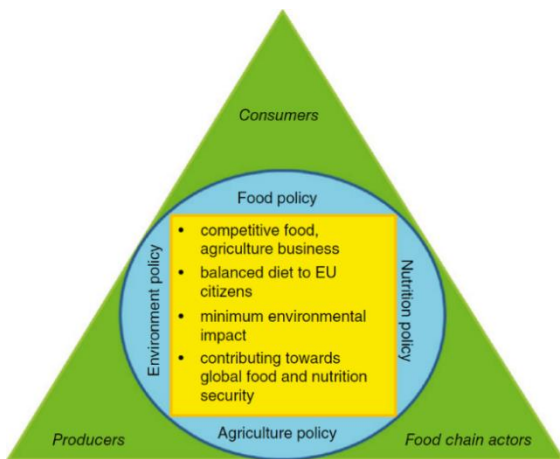 Consumers
Food policy
Environment policy
• competitive food,
agriculture business
• balanced diet to EU
citizens
• minimum environmental
impact
• contributing towards
global food and nutrition
security
Nutrition policy
Agriculture policy
Producers
Food chain actors